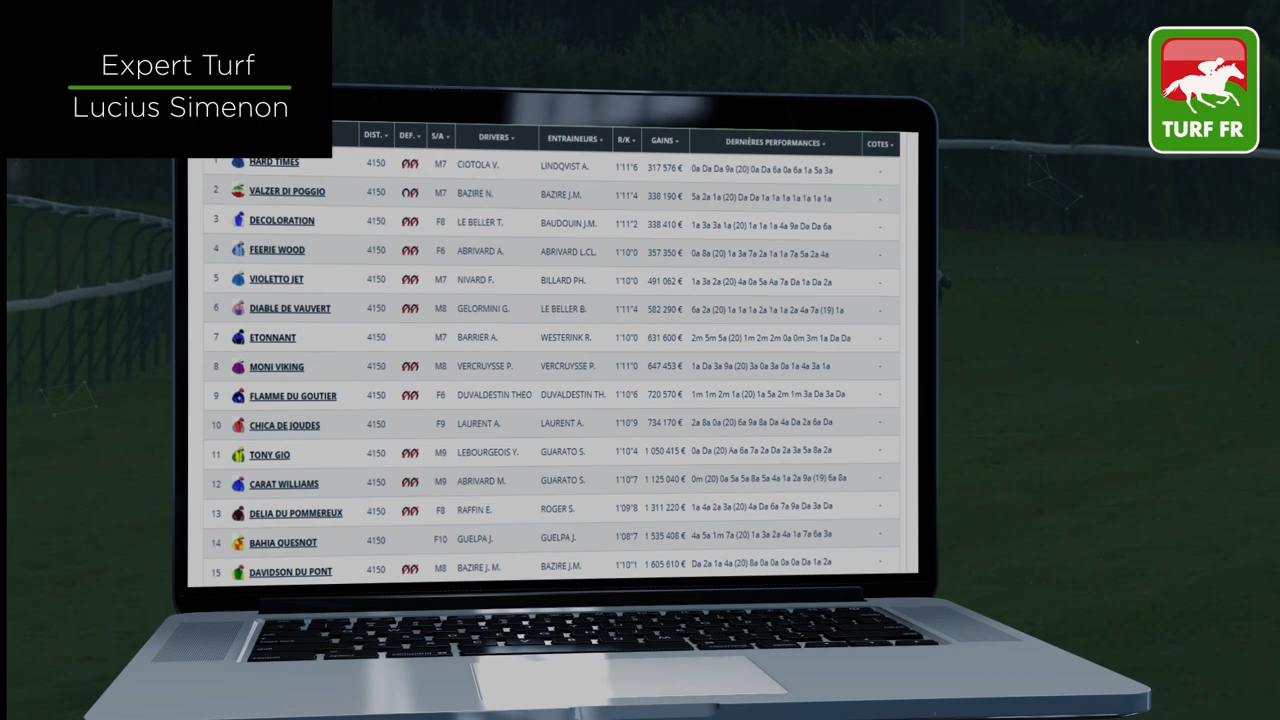 Expert Turf
Lucius Simenon
TURF FR
DIST. DEF. S/A DRIVERS ENTRAINEURS R/K GAINS DERNIÈRES PERFORMANCES COTES
1 HARD TIMES 4150 M7 CIOTOLA V. LINDQVIST A. 1'11"6 317 576 € 0a Da Da 9a (20) 0a Da 6a 0a 6a 1a 5a 3a -
2 VALZER DI POGGIO 4150 M7 BAZIRE N. BAZIRE J.M. 1'11"4 338 190 € 5a 2a 1a (20) Da Da 1a 1a 1a 1a 1a 1a 1a -
3 DECOLORATION 4150 F8 LE BELLER T. BAUDOUIN J.M. 1'11"2 338 410 € 1a 3a 3a 1a (20) 1a 1a 1a 4a 9a Da Da 6a -
4 FEERIE WOOD 4150 F6 ABRIVARD A. ABRIVARD L.CL. 1'10"0 357 350 € 0a 8a (20) 1a 3a 7a 2a 1a 1a 7a 5a 2a 4a -
5 VIOLETTO JET 4150 M7 NIVARD F. BILLARD PH. 1'10"0 491 062 € 1a 3a 2a (20) 4a 0a 5a Aa 7a Da 1a Da 2a -
6 DIABLE DE VAUVERT 4150 M8 GELORMINI G. LE BELLER B. 1'11"4 582 290 € 6a 2a (20) 1a 1a 1a 2a 1a 1a 2a 4a 7a (19) 1a -
7 ETONNANT 4150 M7 BARRIER A. WESTERINK R. 1'10"0 631 600 € 2m 5m 5a (20) 1m 2m 2m 0a 0m 3m 1a Da Da -
8 MONI VIKING 4150 M8 VERCRUYSSE P. VERCRUYSSE P. 1'11"0 647 453 € 1a Da 3a 9a (20) 3a 0a 3a 0a 1a 4a 3a 1a -
9 FLAMME DU GOUTIER 4150 F6 DUVALDESTIN THEO DUVALDESTIN TH. 1'10"6 720 570 € 1m 1m 2m 1a (20) 1a 5a 2m 1m 3a Da 3a Da -
10 CHICA DE JOUDES 4150 F9 LAURENT A. LAURENT A. 1'10"9 734 170 € 2a 8a 0a (20) 6a 9a 8a Da 4a Da 2a 6a Da -
11 TONY GIO 4150 M9 LEBOURGEOIS Y. GUARATO S. 1'10"4 1 050 415 € 0a Da (20) Aa 6a 7a 2a Da 2a 3a 5a 8a 2a -
12 CARAT WILLIAMS 4150 M9 ABRIVARD M. GUARATO S. 1'10"7 1 125 040 € 0m (20) 0a 5a 5a 8a 5a 4a 1a 2a 9a (19) 6a 8a -
13 DELIA DU POMMEREUX 4150 F8 RAFFIN E. ROGER S. 1'09"8 1 311 220 € 1a 4a 2a 3a (20) 4a Da 6a 7a 9a Da 3a Da -
14 BAHIA QUESNOT 4150 F10 GUELPA J. GUELPA J. 1'08"7 1 535 408 € 4a 5a 1m 7a (20) 1a 3a 2a 4a 1a 7a 6a 3a -
15 DAVIDSON DU PONT 4150 M8 BAZIRE J. M. BAZIRE J.M. 1'10"1 1 605 610 € Da 2a 1a 4a (20) 8a 0a 0a 0a 0a Da 1a 2a -